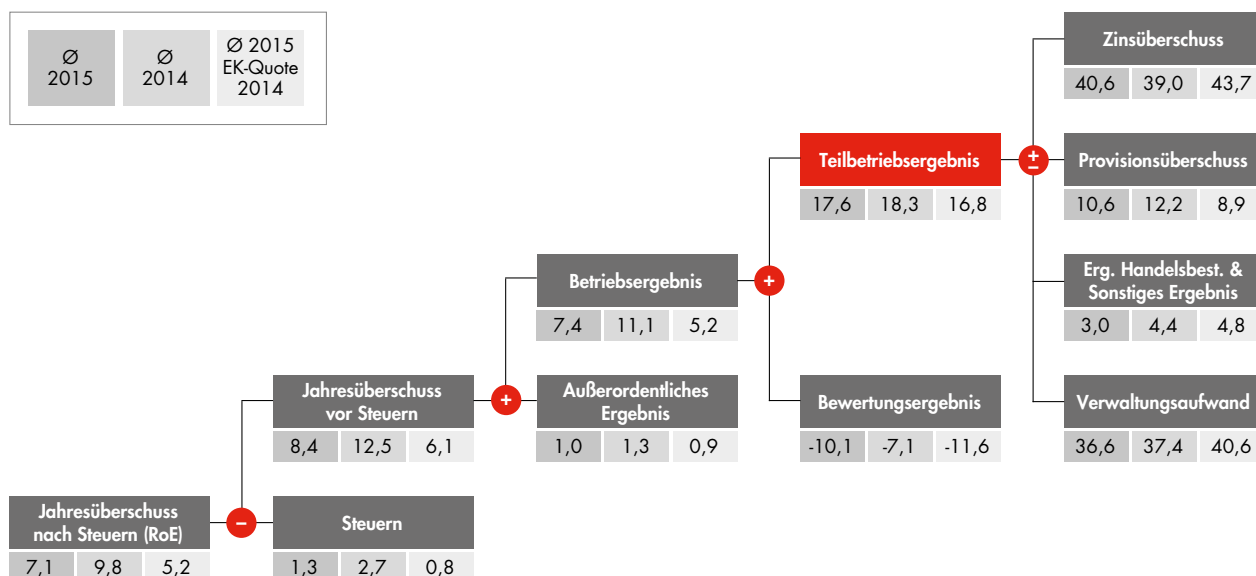 Ø
2015
Ø
2014
Ø 2015
EK-Quote
2014
Zinsüberschuss
40,6 39,0 43,7
Teilbetriebsergebnis
17,6 18,3 16,8
+
−
Provisionsüberschuss
10,6 12,2 8,9
Betriebsergebnis
7,4 11,1 5,2
+
Erg. Handelsbest. &
Sonstiges Ergebnis
3,0 4,4 4,8
Jahresüberschuss
vor Steuern
8,4 12,5 6,1
+
Außerordentliches
Ergebnis
1,0 1,3 0,9
Bewertungsergebnis
-10,1 -7,1 -11,6
Verwaltungsaufwand
36,6 37,4 40,6
Jahresüberschuss
nach Steuern (RoE)
7,1 9,8 5,2
−
Steuern
1,3 2,7 0,8